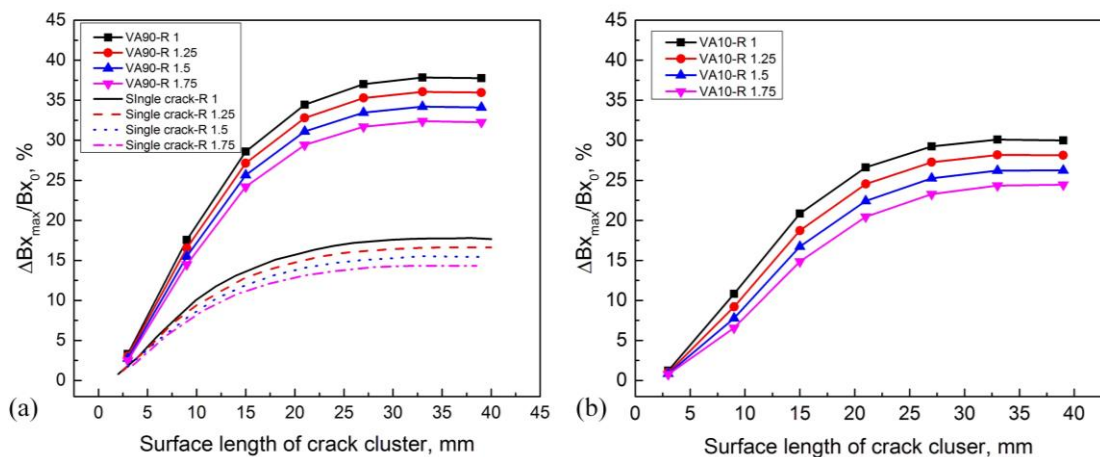 45
40
35
30
25
20
15
10
5
0
ΔBx_max/Bx_0, %
VA90-R 1
VA90-R 1.25
VA90-R 1.5
VA90-R 1.75
SIngle crack-R 1
Single crack-R 1.25
Single crack-R 1.5
Single crack-R 1.75
0 5 10 15 20 25 30 35 40 45
(a)
Surface length of crack cluster, mm
45
40
35
30
25
20
15
10
5
0
ΔBx_max/Bx_0, %
VA10-R 1
VA10-R 1.25
VA10-R 1.5
VA10-R 1.75
0 5 10 15 20 25 30 35 40
(b)
Surface length of crack cluser, mm